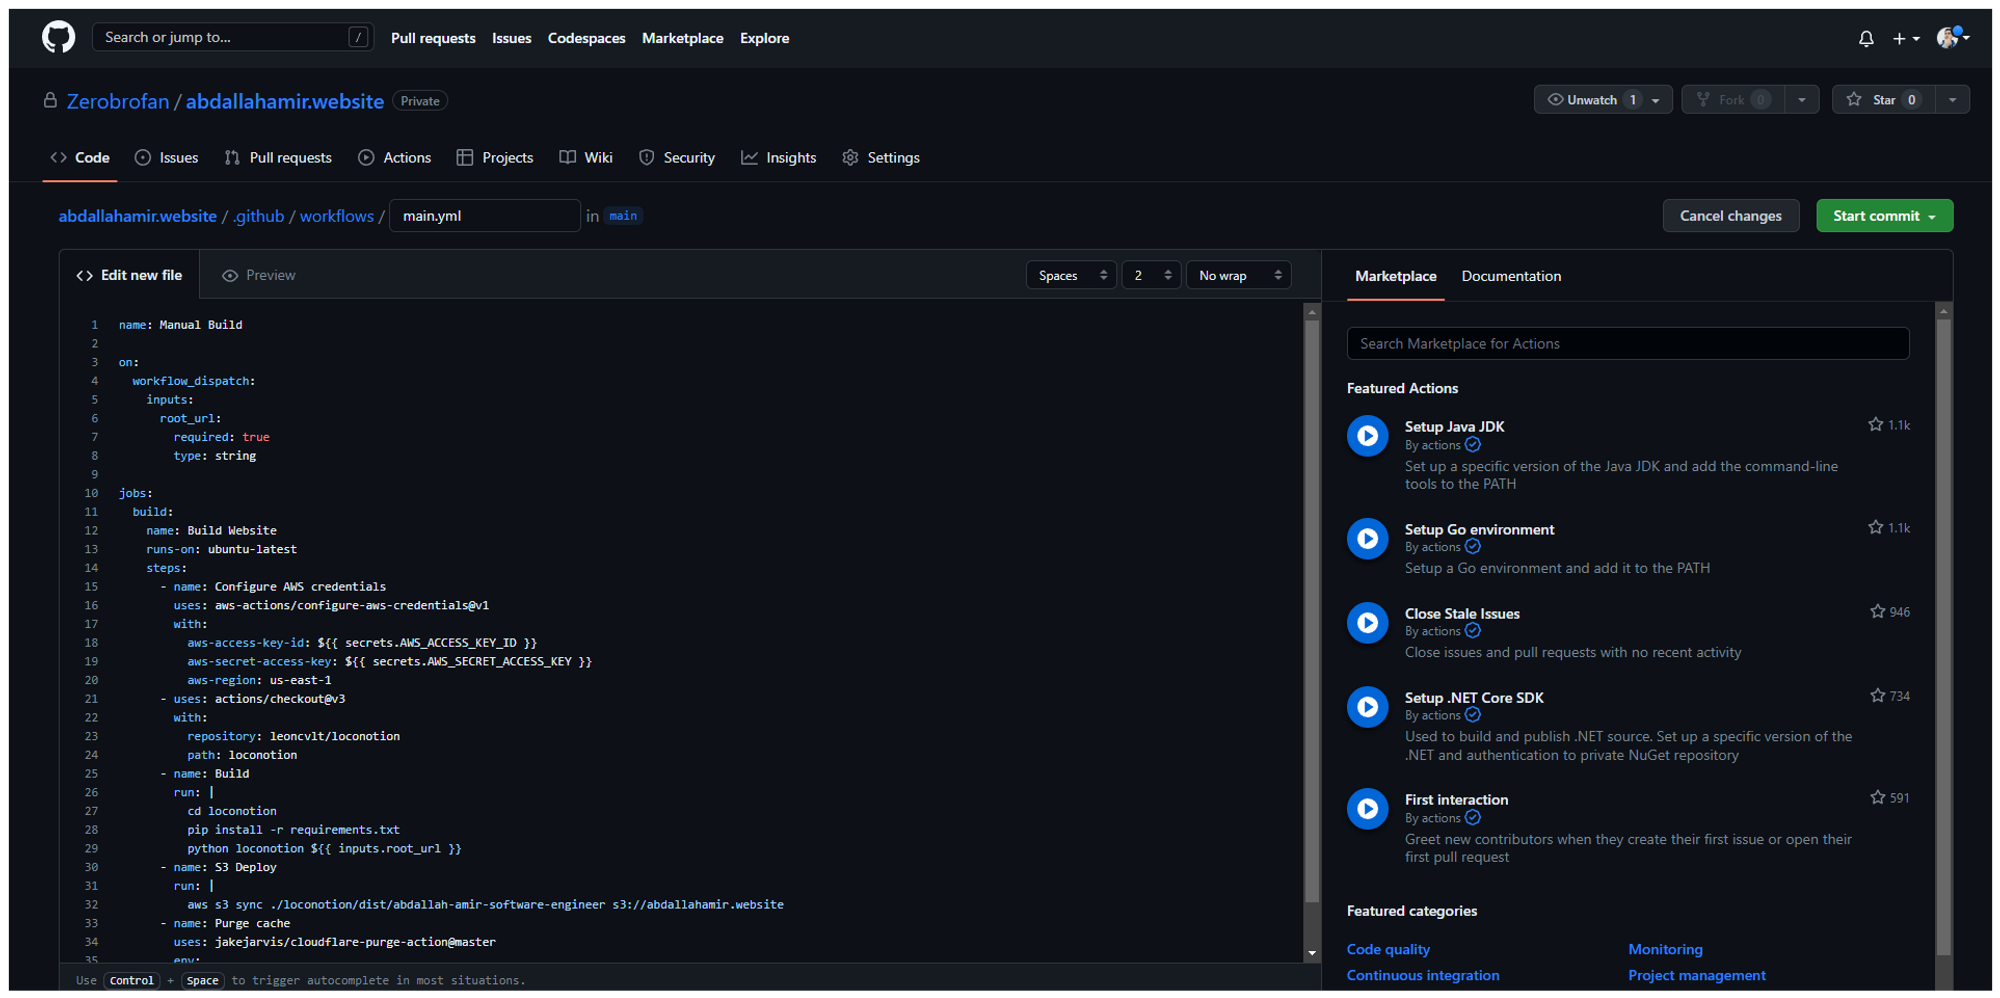 Search or jump to... /
Pull requests Issues Codespaces Marketplace Explore
Zerobrofan / abdallahamir.website Private
Unwatch 1 Fork 0 Star 0
Code Issues Pull requests Actions Projects Wiki Security Insights Settings
abdallahamir.website / .github / workflows / main.yml in main
Cancel changes Start commit
Edit new file Preview Spaces 2 No wrap
1 name: Manual Build
2
3 on:
4 workflow_dispatch:
5 inputs:
6 root_url:
7 required: true
8 type: string
9
10 jobs:
11 build:
12 name: Build Website
13 runs-on: ubuntu-latest
14 steps:
15 - name: Configure AWS credentials
16 uses: aws-actions/configure-aws-credentials@v1
17 with:
18 aws-access-key-id: ${{ secrets.AWS_ACCESS_KEY_ID }}
19 aws-secret-access-key: ${{ secrets.AWS_SECRET_ACCESS_KEY }}
20 aws-region: us-east-1
21 - uses: actions/checkout@v3
22 with:
23 repository: leoncvlt/loconotion
24 path: loconotion
25 - name: Build
26 run: |
27 cd loconotion
28 pip install -r requirements.txt
29 python loconotion ${{ inputs.root_url }}
30 - name: S3 Deploy
31 run: |
32 aws s3 sync ./loconotion/dist/abdallah-amir-software-engineer s3://abdallahamir.website
33 - name: Purge cache
34 uses: jakejarvis/cloudflare-purge-action@master
35 env:
Use Control + Space to trigger autocomplete in most situations.
Marketplace Documentation
Search Marketplace for Actions
Featured Actions
Setup Java JDK 1.1k
By actions
Set up a specific version of the Java JDK and add the command-line
tools to the PATH
Setup Go environment 1.1k
By actions
Setup a Go environment and add it to the PATH
Close Stale Issues 946
By actions
Close issues and pull requests with no recent activity
Setup .NET Core SDK 734
By actions
Used to build and publish .NET source. Set up a specific version of the
.NET and authentication to private NuGet repository
First interaction 591
By actions
Greet new contributors when they create their first issue or open their
first pull request
Featured categories
Code quality Monitoring
Continuous integration Project management